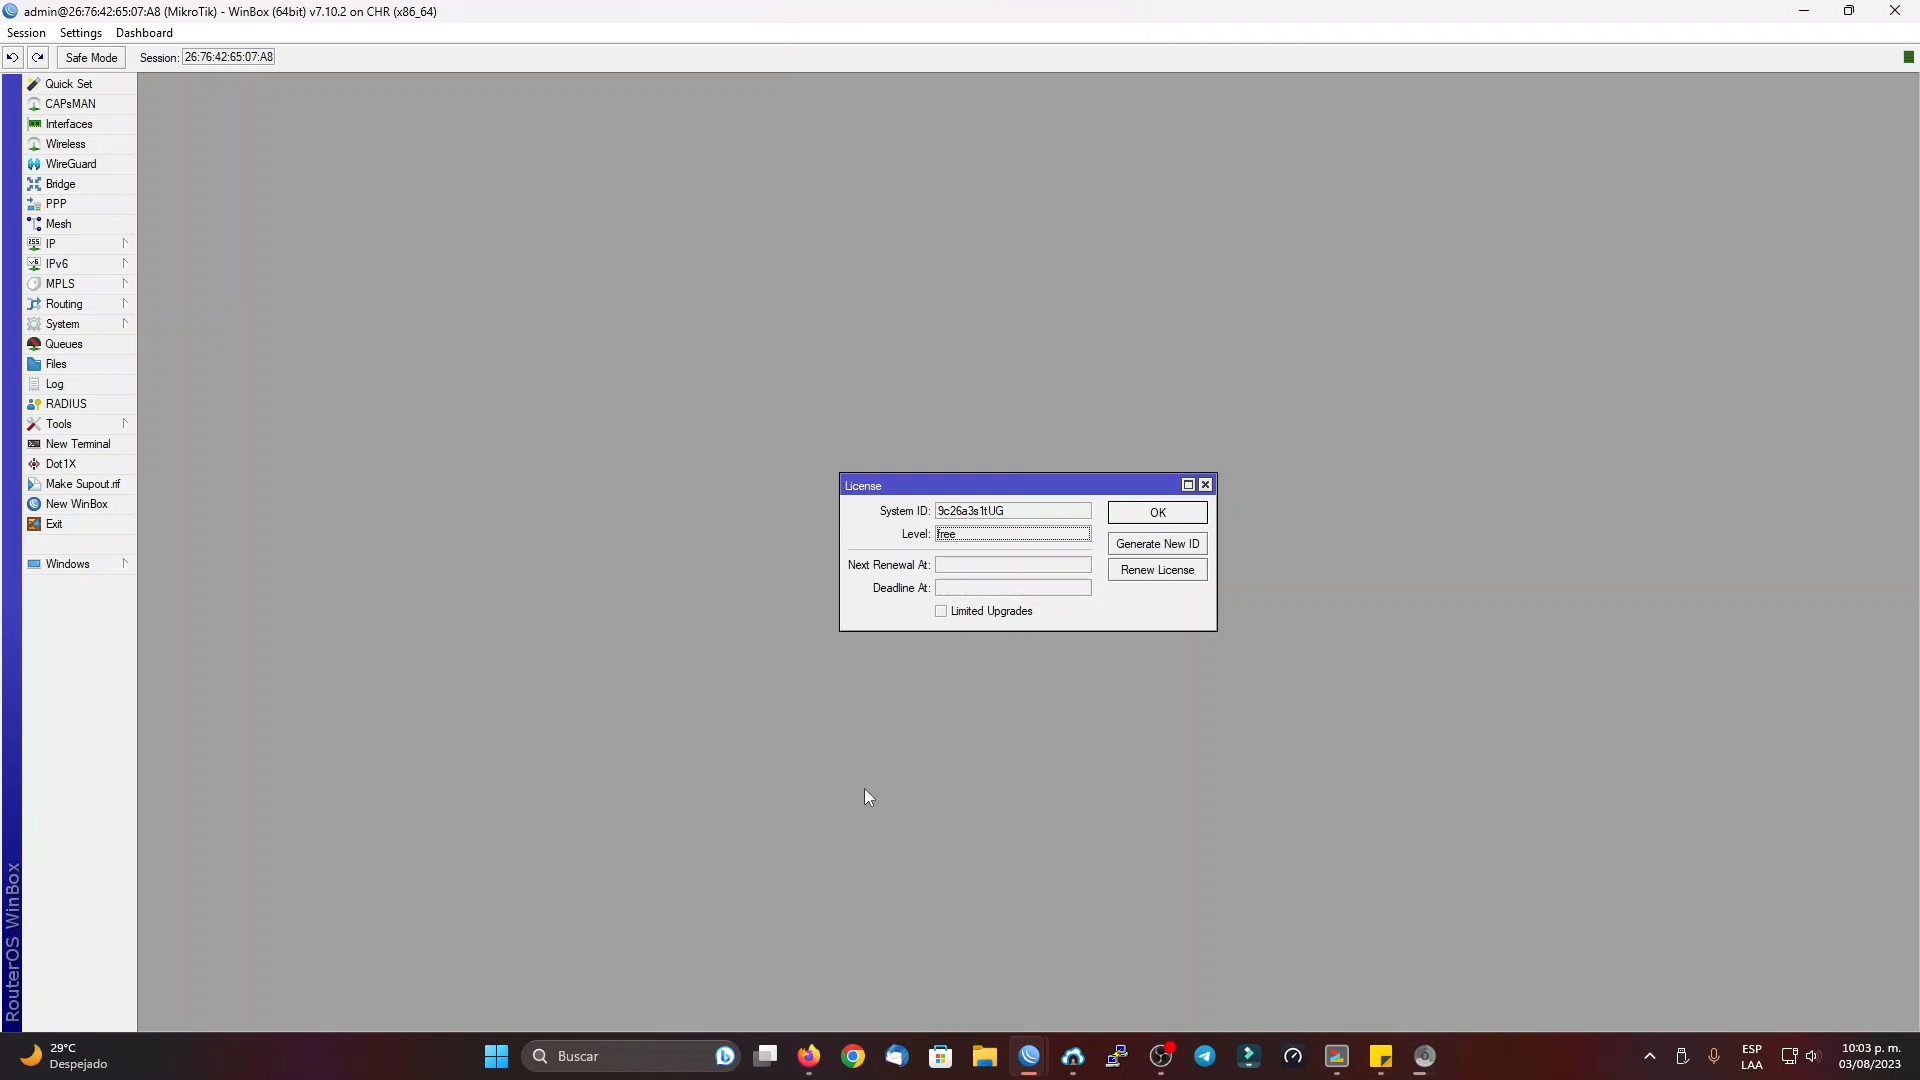 admin@26:76:42:65:07:A8 (MikroTik) - WinBox (64bit) v7.10.2 on CHR (x86_64)
Session Settings Dashboard
Safe Mode Session: 26:76:42:65:07:A8
Quick Set
CAPsMAN
Interfaces
Wireless
WireGuard
Bridge
PPP
Mesh
IP
IPv6
MPLS
Routing
System
Queues
Files
Log
RADIUS
Tools
New Terminal
Dot1X
Make Supout.rif
New WinBox
Exit
Windows
RouterOS WinBox
License
System ID: 9c26a3s1tUG
OK
Level: free
Generate New ID
Next Renewal At:
Renew License
Deadline At:
Limited Upgrades
29°C
Despejado
Buscar
ESP
LAA
10:03 p. m.
03/08/2023